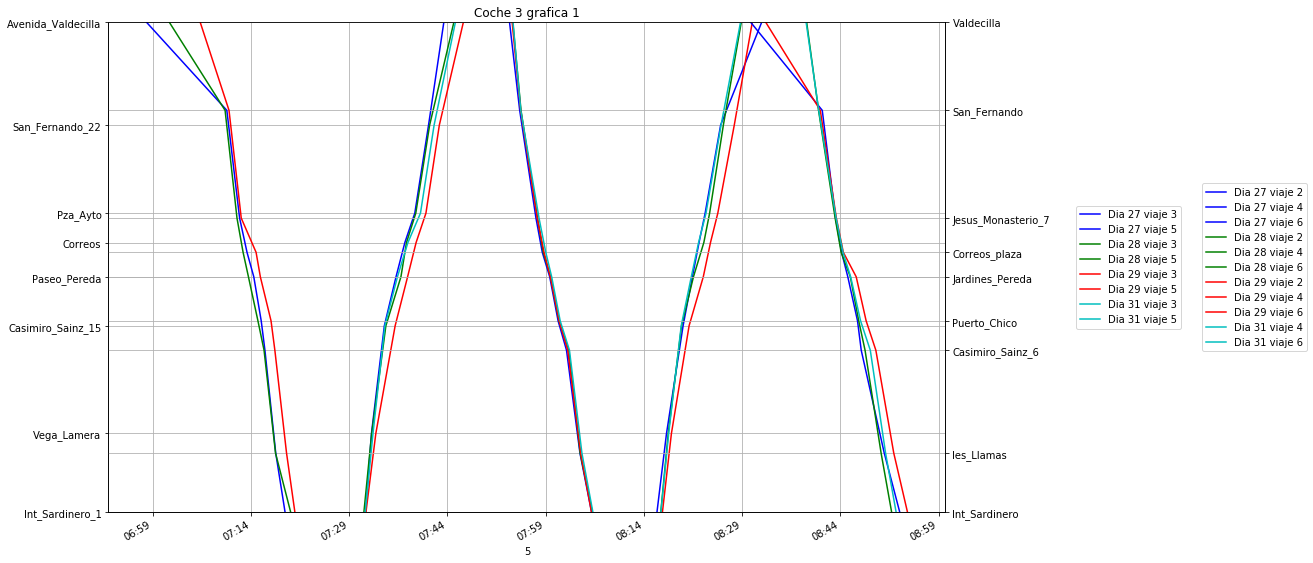 Coche 3 grafica 1
Avenida_Valdecilla
San_Fernando_22
Pza_Ayto
Correos
Paseo_Pereda
Casimiro_Sainz_15
Vega_Lamera
Int_Sardinero_1
Valdecilla
San_Fernando
Jesus_Monasterio_7
Correos_plaza
Jardines_Pereda
Puerto_Chico
Casimiro_Sainz_6
Ies_Llamas
Int_Sardinero
06:59
07:14
07:29
07:44
07:59
08:14
08:29
08:44
08:59
5
Dia 27 viaje 3
Dia 27 viaje 5
Dia 28 viaje 3
Dia 28 viaje 5
Dia 29 viaje 3
Dia 29 viaje 5
Dia 31 viaje 3
Dia 31 viaje 5
Dia 27 viaje 2
Dia 27 viaje 4
Dia 27 viaje 6
Dia 28 viaje 2
Dia 28 viaje 4
Dia 28 viaje 6
Dia 29 viaje 2
Dia 29 viaje 4
Dia 29 viaje 6
Dia 31 viaje 4
Dia 31 viaje 6